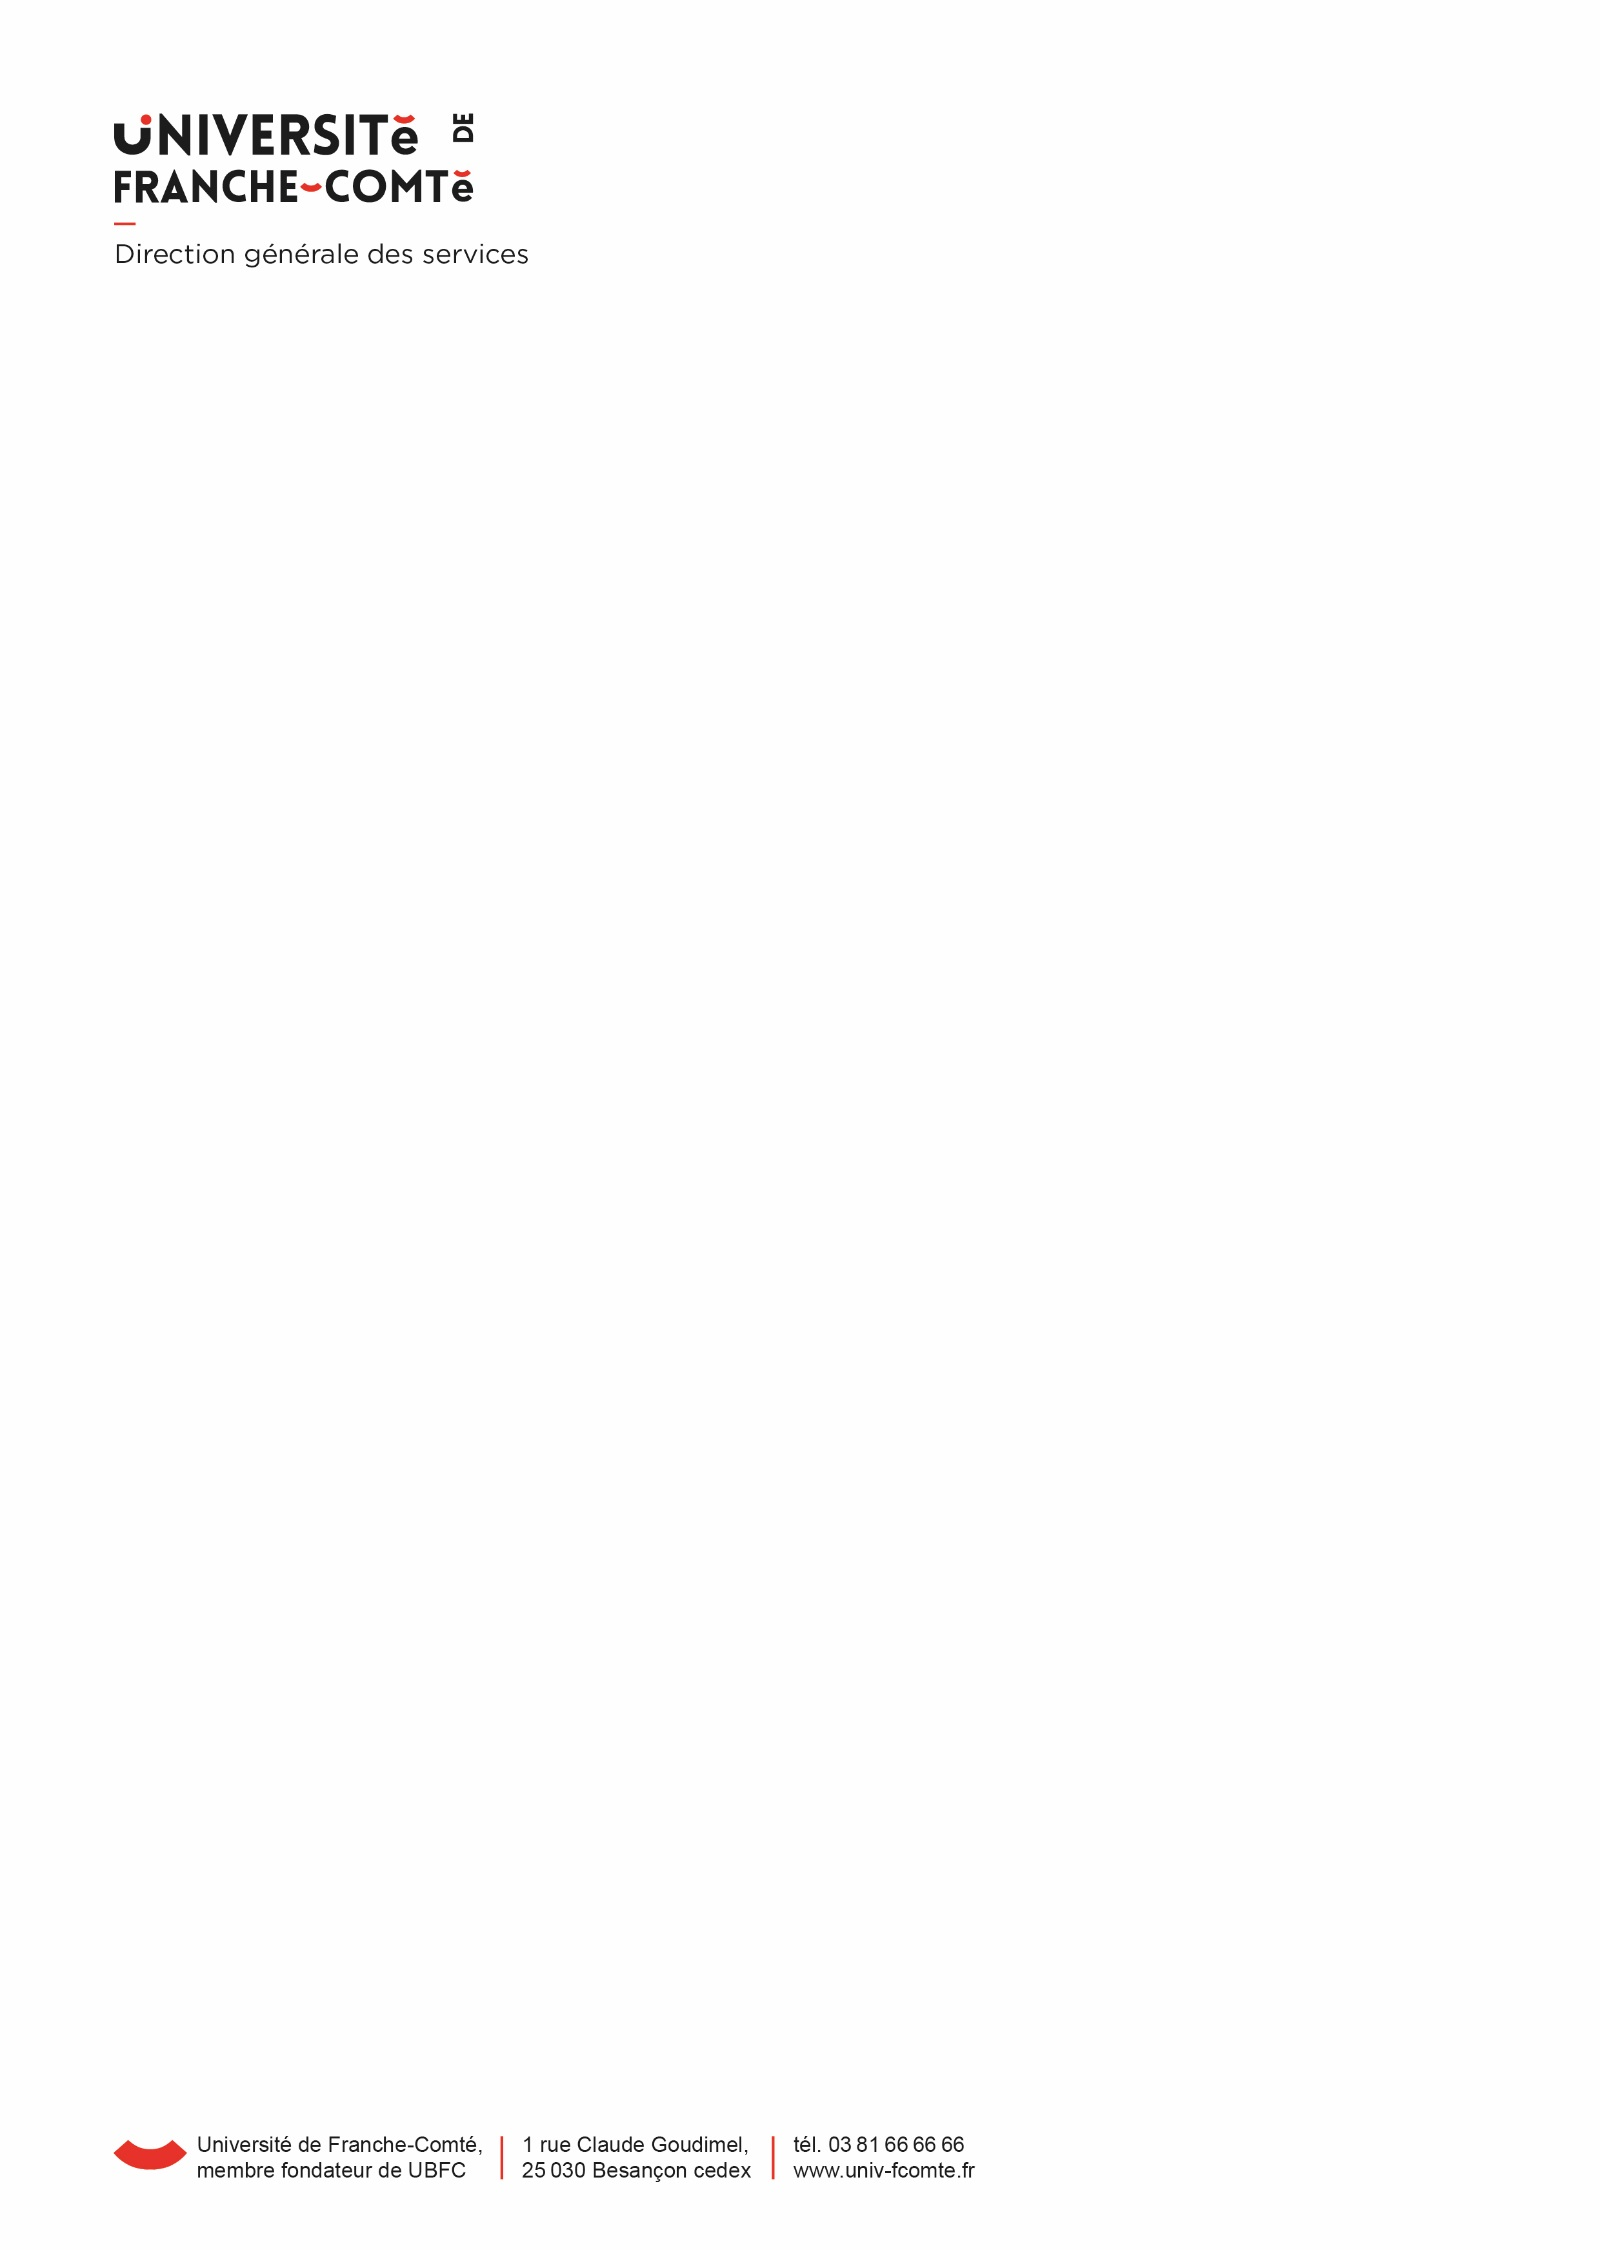 UNIVERSITé DE
FRANCHE-COMTé
Direction générale des services
Université de Franche-Comté,
membre fondateur de UBFC
1 rue Claude Goudimel,
25 030 Besançon cedex
tél. 03 81 66 66 66
www.univ-fcomte.fr